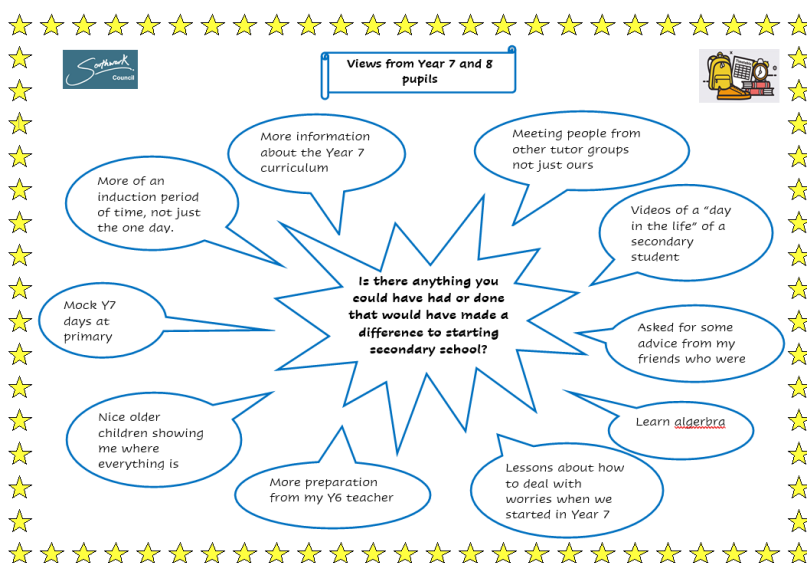 Southwark
Council
Views from Year 7 and 8
pupils
More information
about the Year 7
curriculum
Meeting people from
other tutor groups
not just ours
More of an
induction period
of time, not just
the one day.
Videos of a “day
in the life” of a
secondary
student
Is there anything you
could have had or done
that would have made a
difference to starting
secondary school?
Mock Y7
days at
primary
Asked for some
advice from my
friends who were
Nice older
children showing
me where
everything is
Learn algerbra
More preparation
from my Y6 teacher
Lessons about how
to deal with
worries when we
started in Year 7